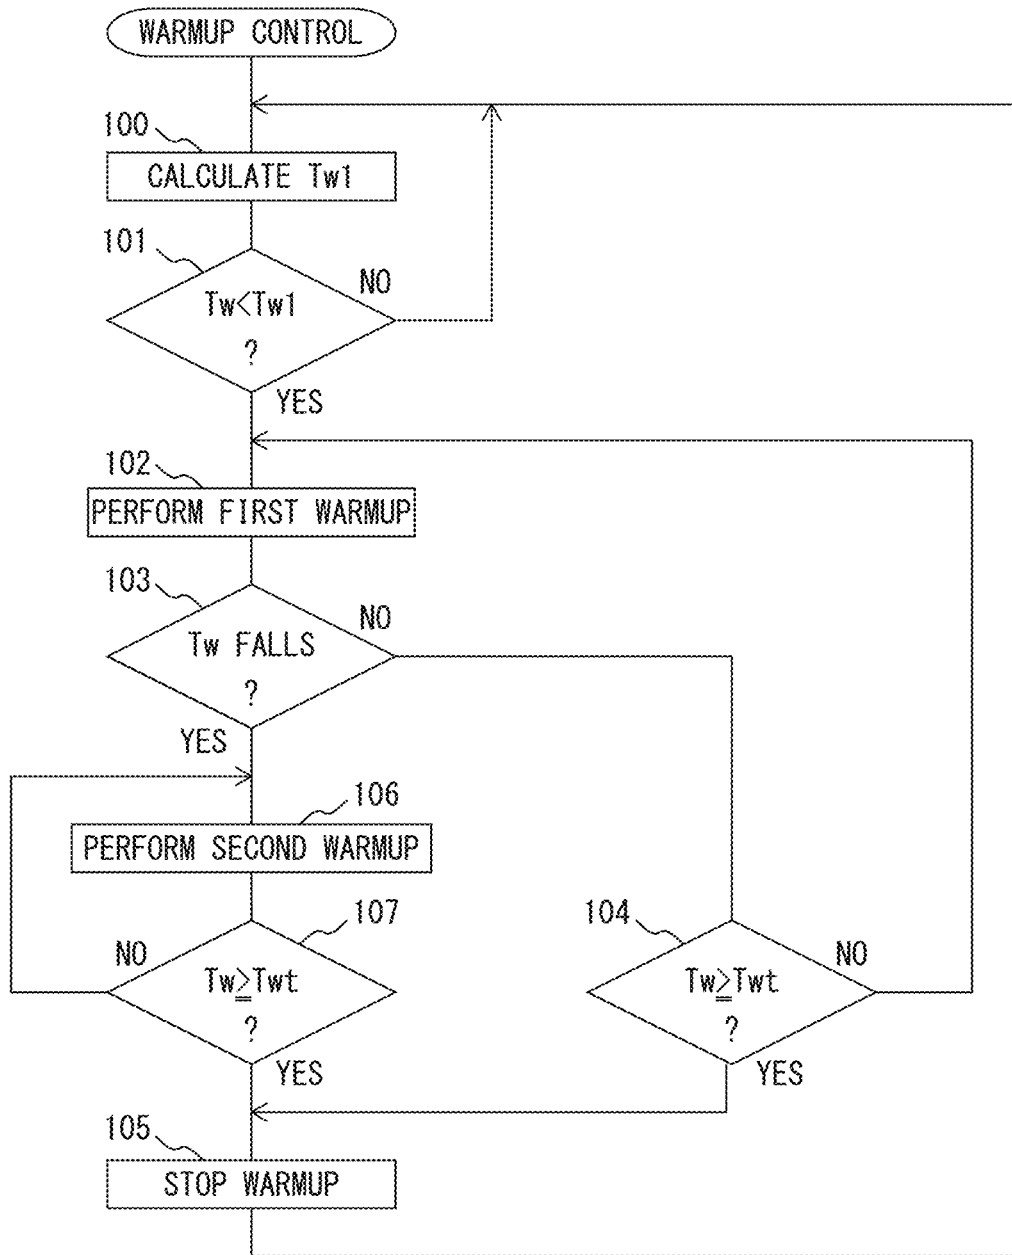 WARMUP CONTROL
100
CALCULATE Tw1
101
Tw<Tw1
?
NO
YES
102
PERFORM FIRST WARMUP
103
Tw FALLS
?
NO
YES
106
PERFORM SECOND WARMUP
107
NO
Tw≧Twt
?
YES
104
Tw≧Twt
?
NO
YES
105
STOP WARMUP